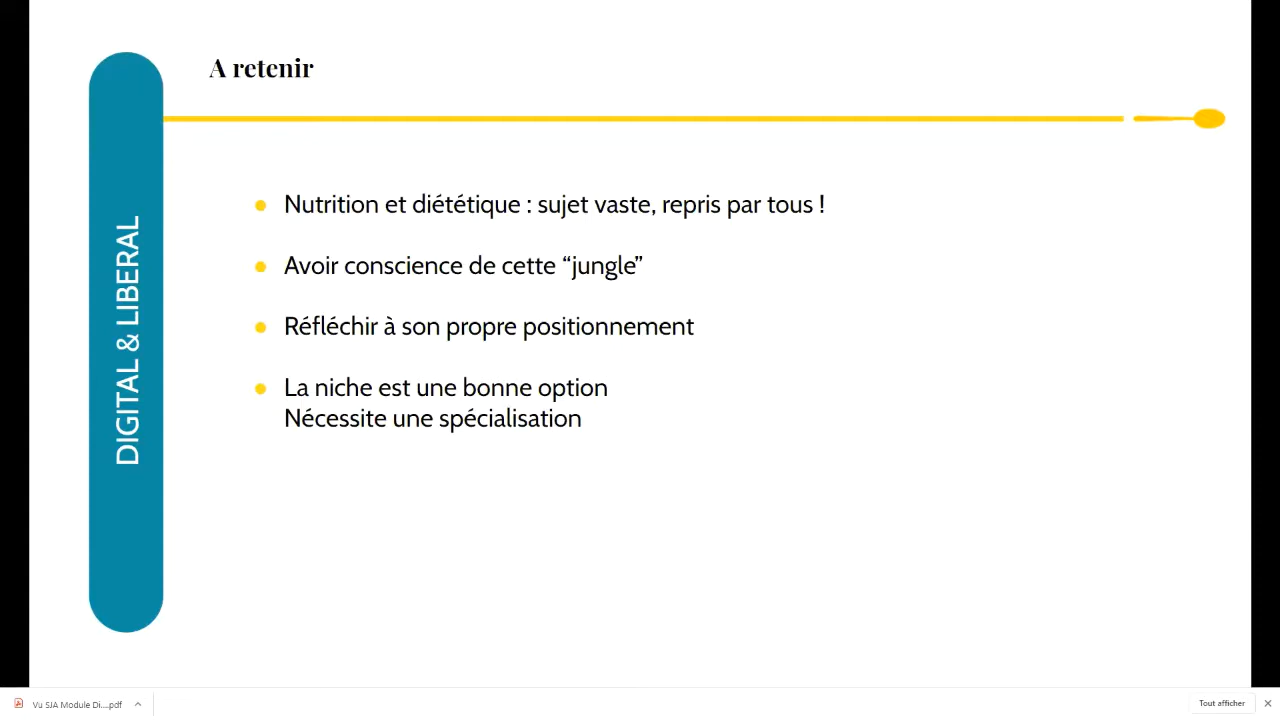 A retenir
DIGITAL & LIBERAL
Nutrition et diététique : sujet vaste, repris par tous !
Avoir conscience de cette “jungle”
Réfléchir à son propre positionnement
La niche est une bonne option
Nécessite une spécialisation
Vu SJA Module Di....pdf
Tout afficher